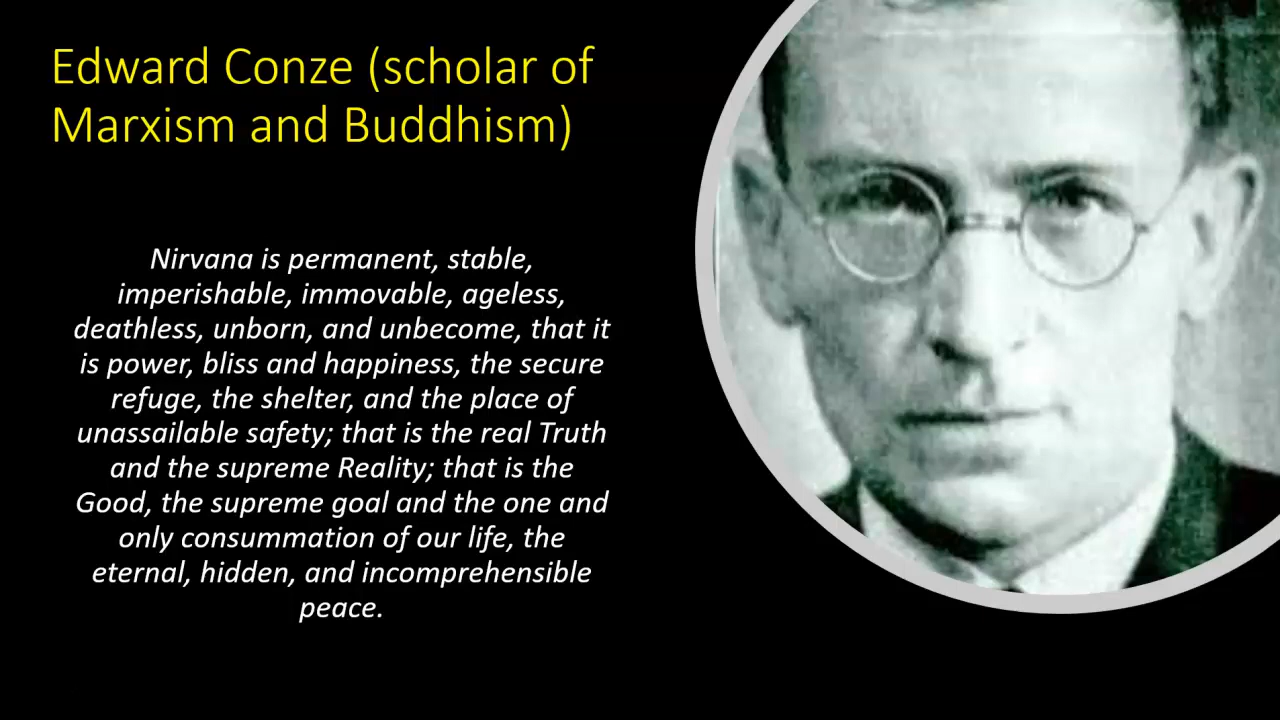 Edward Conze (scholar of
Marxism and Buddhism)
Nirvana is permanent, stable,
imperishable, immovable, ageless,
deathless, unborn, and unbecome, that it
is power, bliss and happiness, the secure
refuge, the shelter, and the place of
unassailable safety; that is the real Truth
and the supreme Reality; that is the
Good, the supreme goal and the one and
only consummation of our life, the
eternal, hidden, and incomprehensible
peace.